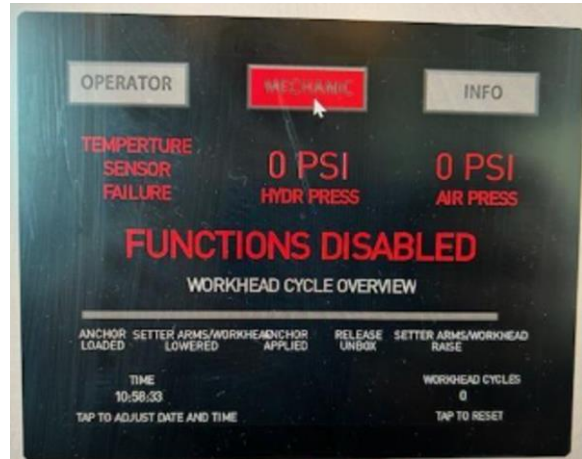 OPERATOR
MECHANIC
INFO
TEMPERTURE
SENSOR
FAILURE
0 PSI
HYDR PRESS
0 PSI
AIR PRESS
FUNCTIONS DISABLED
WORKHEAD CYCLE OVERVIEW
ANCHOR
LOADED
SETTER ARMS/WORKHEAD
LOWERED
ANCHOR
APPLIED
RELEASE
UNBOX
SETTER ARMS/WORKHEAD
RAISE
TIME
10:58:33
TAP TO ADJUST DATE AND TIME
WORKHEAD CYCLES
0
TAP TO RESET